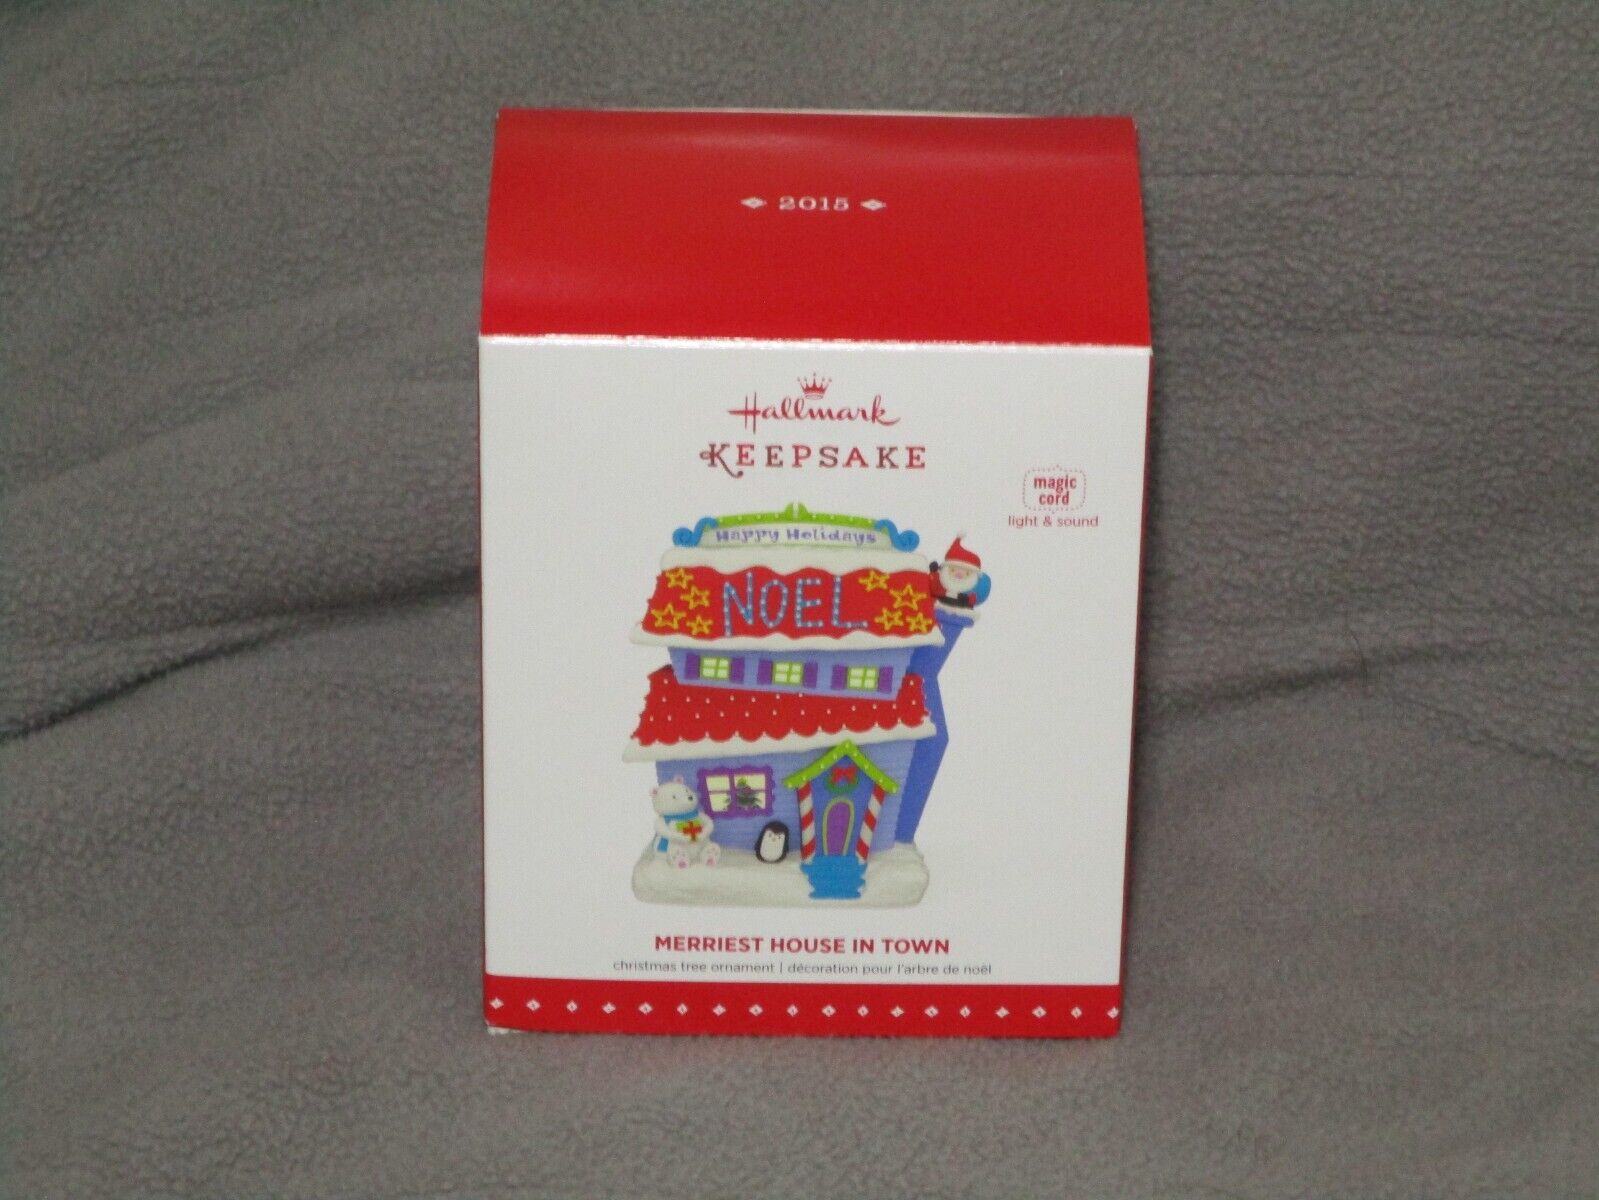 2015
Hallmark
KEEPSAKE
magic
cord
light & sound
Happy Holidays
NOEL
MERRIEST HOUSE IN TOWN
christmas tree ornament | décoration pour l'arbre de noël